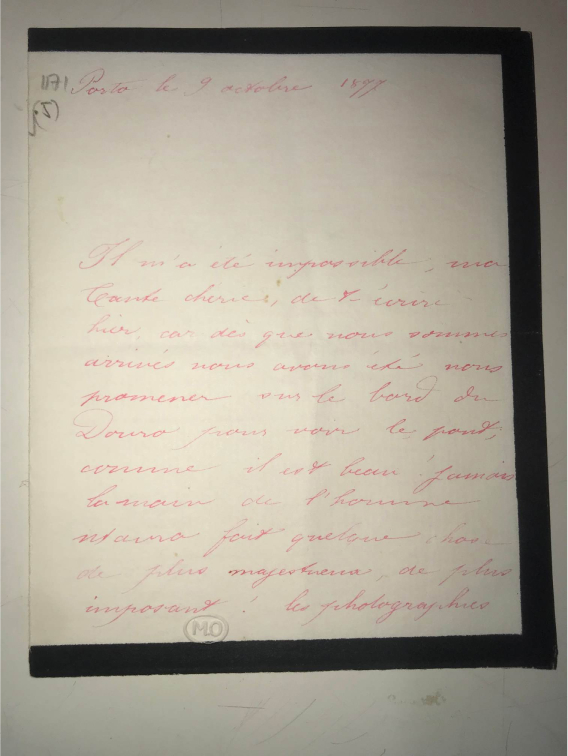 1171 Porto le 9 octobre 1877
Il m'a été impossible, ma
tante cherie, de t'écrire
hier, car dès que nous sommes
arrivés nous avons été nous
promener sur le bord du
Douro pour voir le pont,
comme il est beau! jamais
la main de l'homme
n'aura fait quelque chose
de plus majestueux, de plus
imposant! les photographies
MO